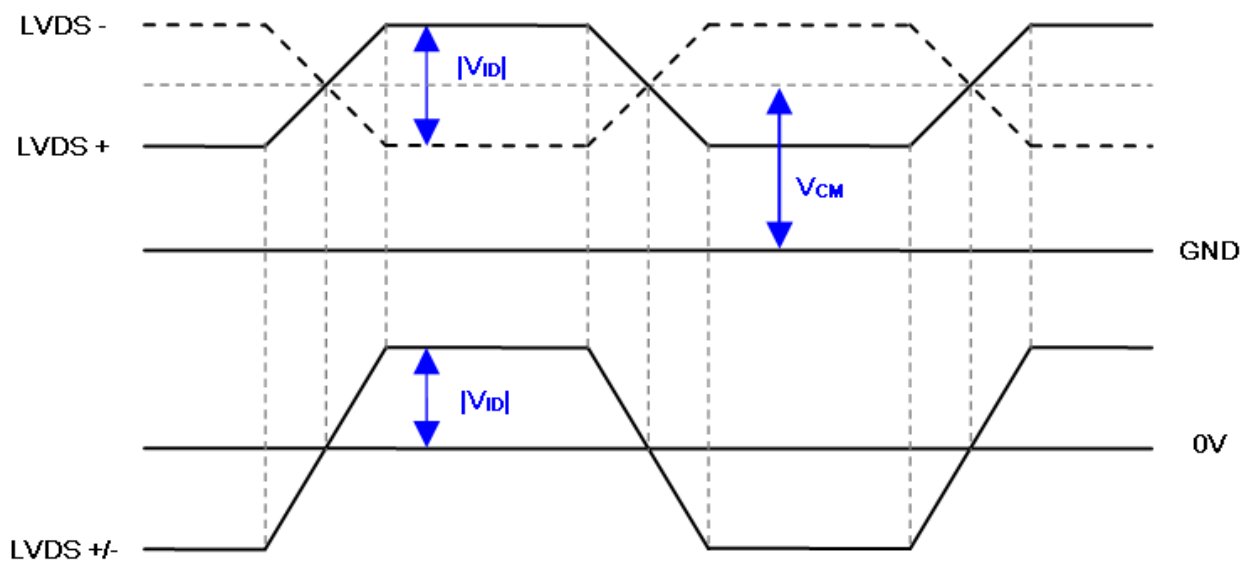 LVDS -
|VID|
LVDS +
VCM
GND
|VID|
0V
LVDS +/-